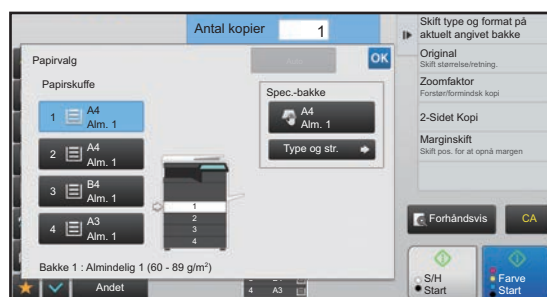 Antal kopier 1
Papirvalg
Auto
OK
Papirskuffe
1 A4
Alm. 1
2 A4
Alm. 1
3 B4
Alm. 1
4 A3
Alm. 1
1
2
3
4
Spec.-bakke
A4
Alm. 1
Type og str.
Bakke 1 : Almindelig 1 (60 - 89 g/m²)
Andet
4 A3
Skift type og format på
aktuelt angivet bakke
Original
Skift størrelse/retning.
Zoomfaktor
Forstør/formindsk kopi
2-Sidet Kopi
Marginskift
Skift pos. for at opnå margen
Forhåndsvis
CA
S/H
Start
Farve
Start